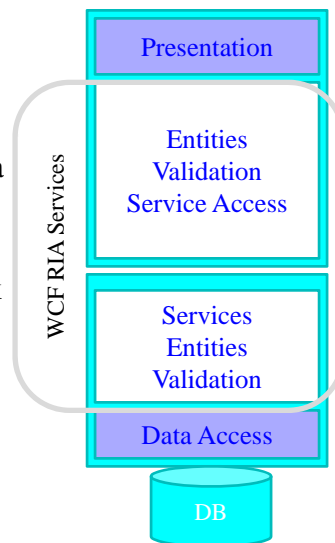 Presentation
a
Entities
Validation
Service Access
WCF RIA Services
Services
Entities
Validation
Data Access
DB